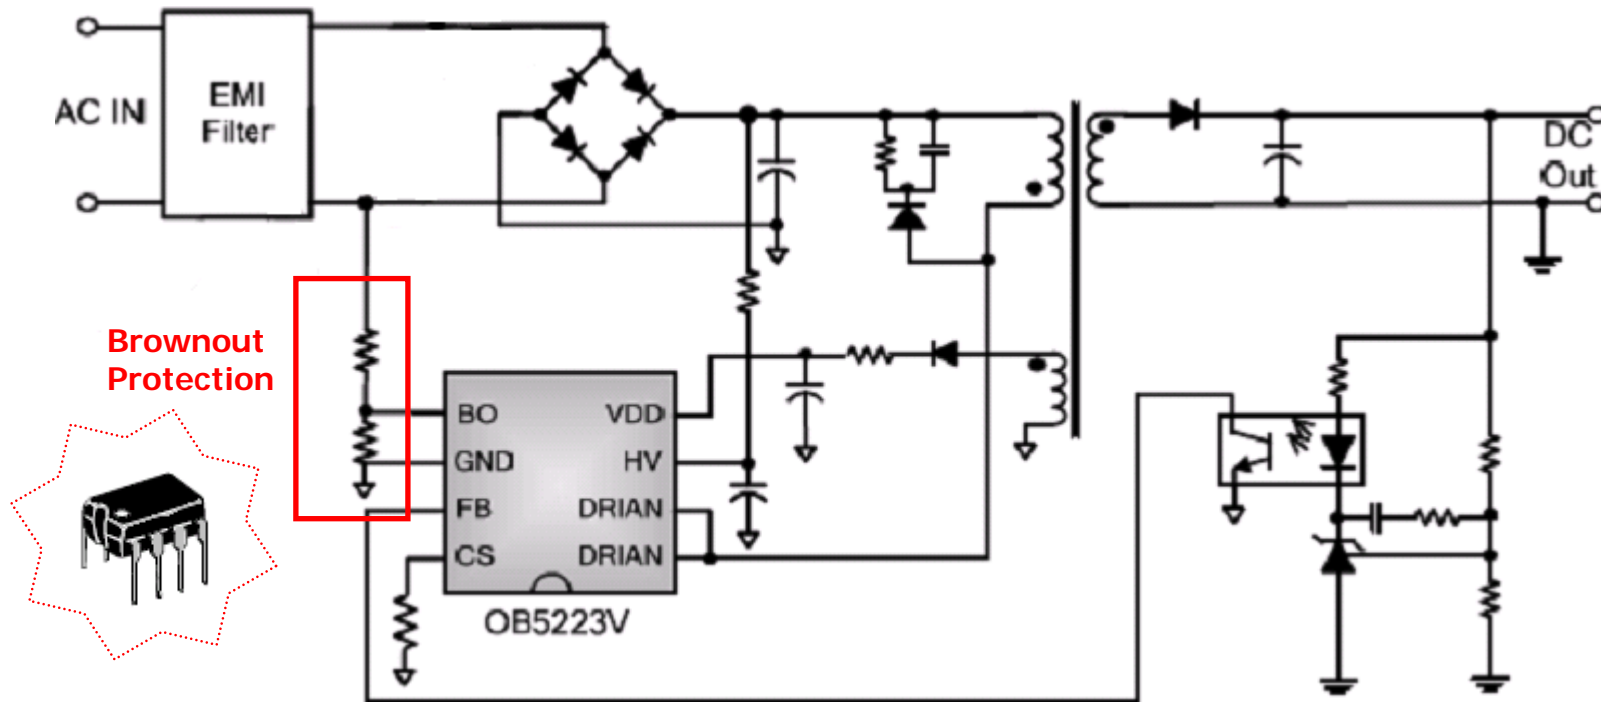 AC IN
EMI
Filter
DC
Out
Brownout
Protection
BO
GND
FB
CS
VDD
HV
DRIAN
DRIAN
OB5223V